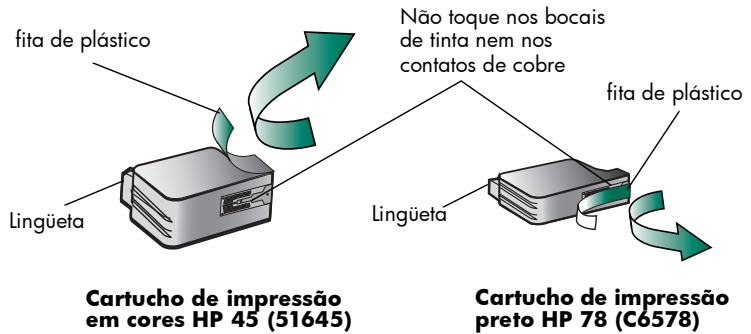 fita de plástico
Não toque nos bocais
de tinta nem nos
contatos de cobre
fita de plástico
Lingüeta
Lingüeta
Cartucho de impressão
em cores HP 45 (51645)
Cartucho de impressão
preto HP 78 (C6578)